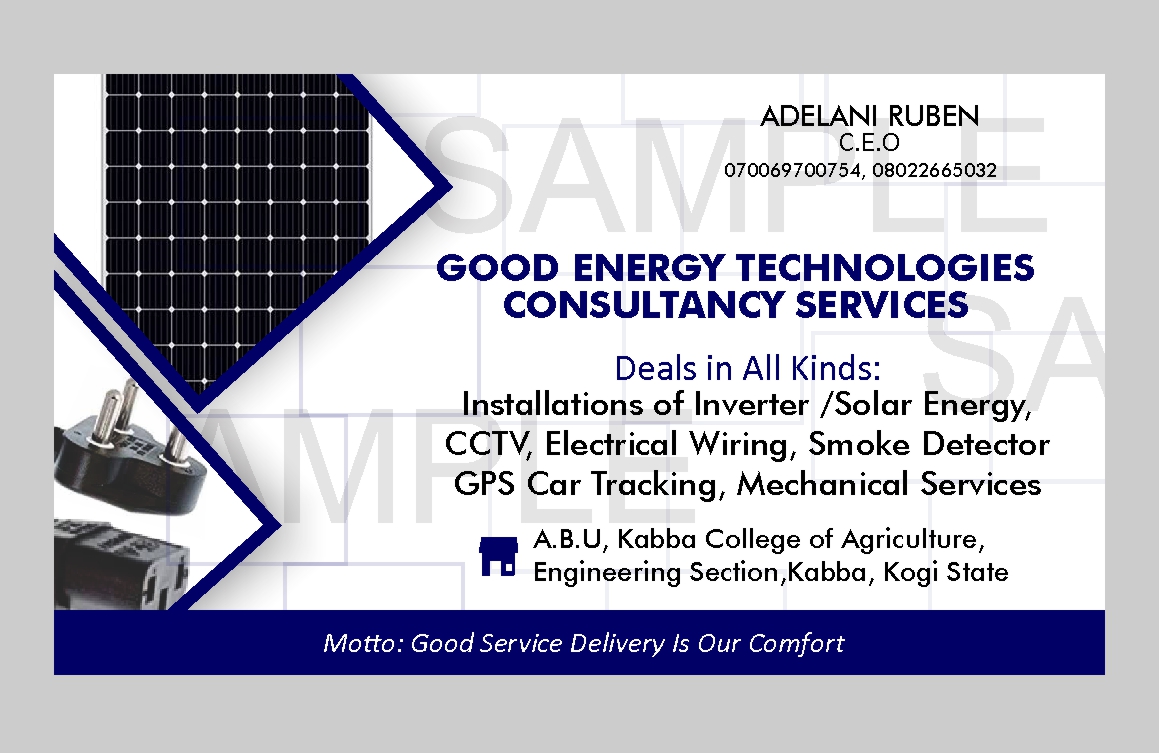 SAMPLE
ADELANI RUBEN
C.E.O
070069700754, 08022665032
GOOD ENERGY TECHNOLOGIES
CONSULTANCY SERVICES
SA
Deals in All Kinds:
Installations of Inverter /Solar Energy,
CCTV, Electrical Wiring, Smoke Detector
GPS Car Tracking, Mechanical Services
AMPLE
A.B.U, Kabba College of Agriculture,
Engineering Section,Kabba, Kogi State
Motto: Good Service Delivery Is Our Comfort